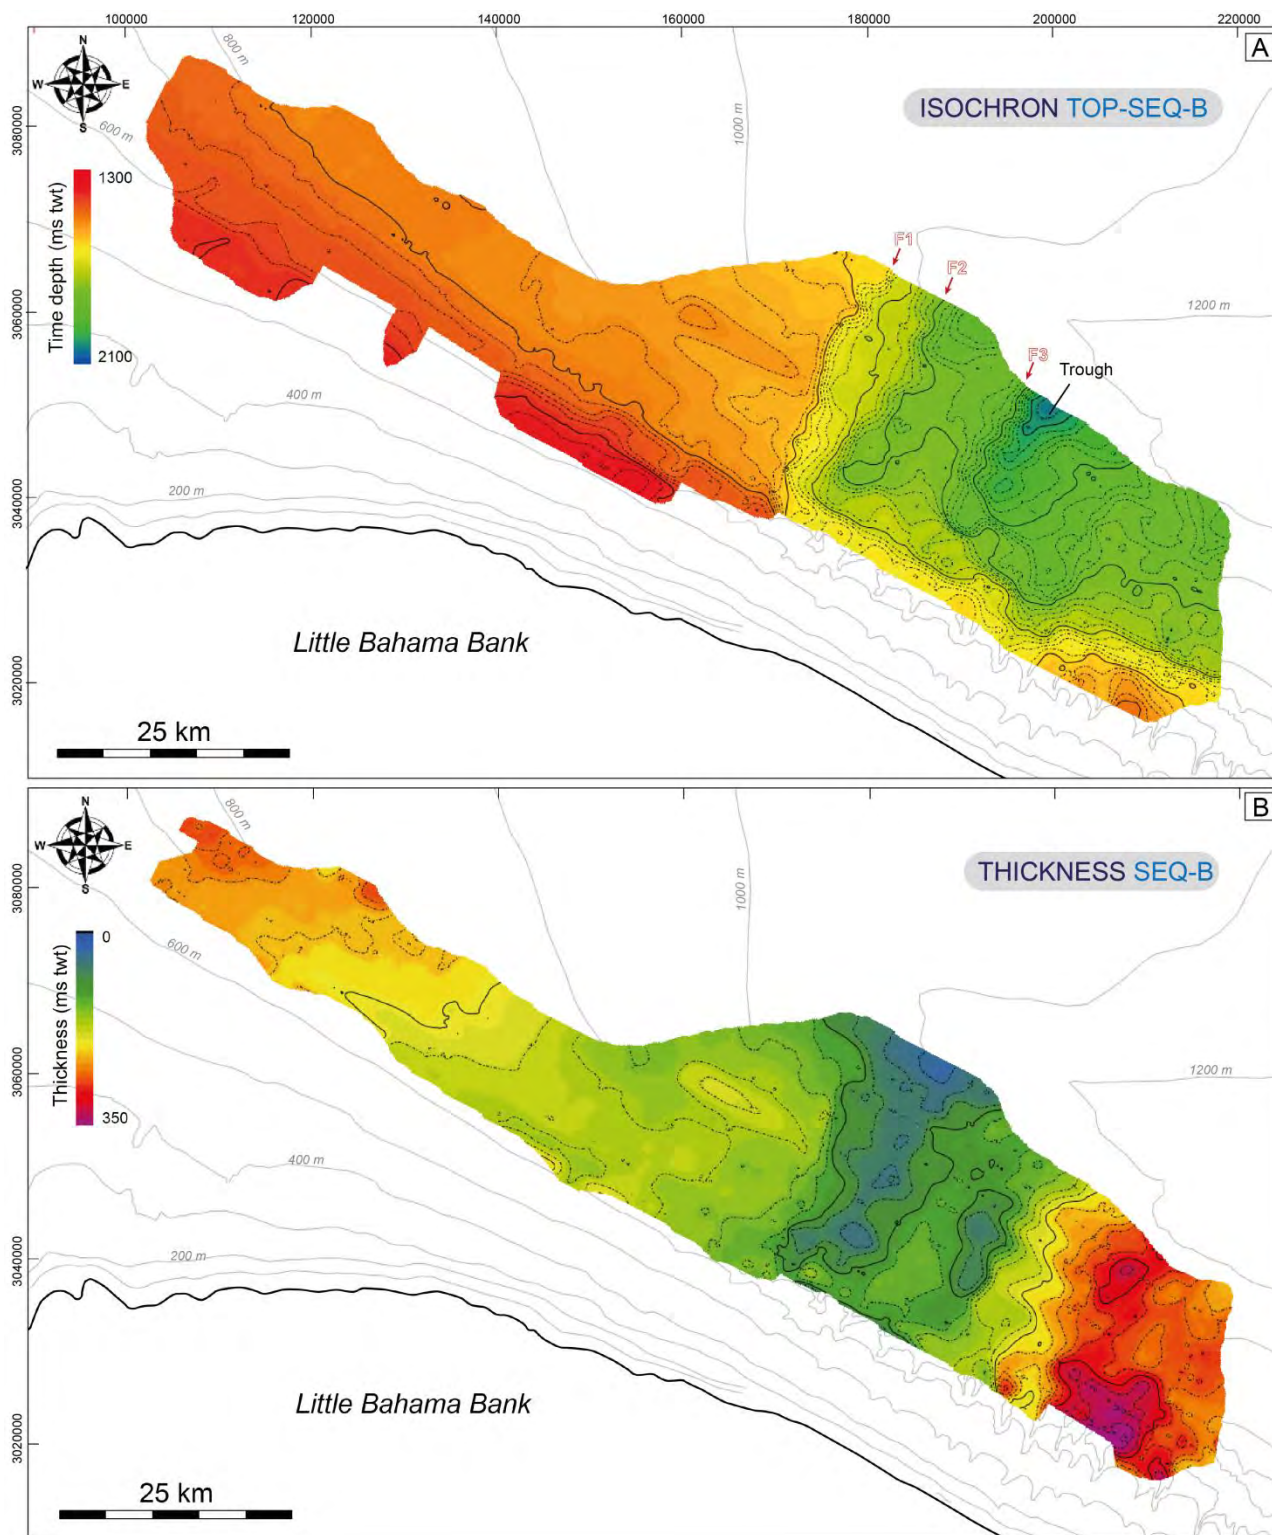 100000 120000 140000 160000 180000 200000 220000
A
N
W E
S
800 m
600 m
1000 m
ISOCHRON TOP-SEQ-B
3080000
1300
Time depth (ms twt)
2100
F1
F2
1200 m
3060000
F3
Trough
400 m
200 m
3040000
Little Bahama Bank
3020000
25 km
B
N
W E
S
800 m
1000 m
THICKNESS SEQ-B
3080000
0
Thickness (ms twt)
350
600 m
3060000
1200 m
400 m
200 m
3040000
Little Bahama Bank
3020000
25 km